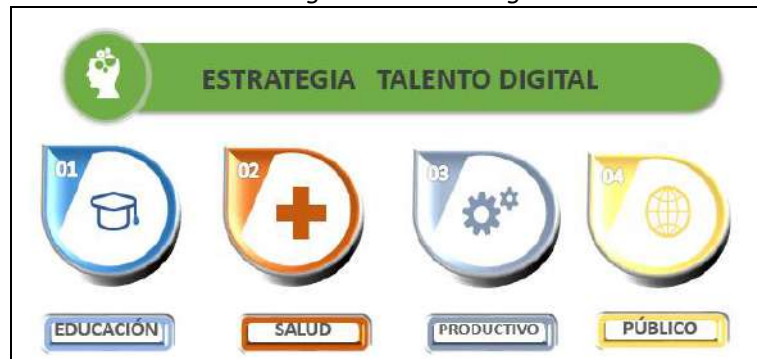 ESTRATEGIA TALENTO DIGITAL
01 02 03 04
EDUCACIÓN SALUD PRODUCTIVO PÚBLICO